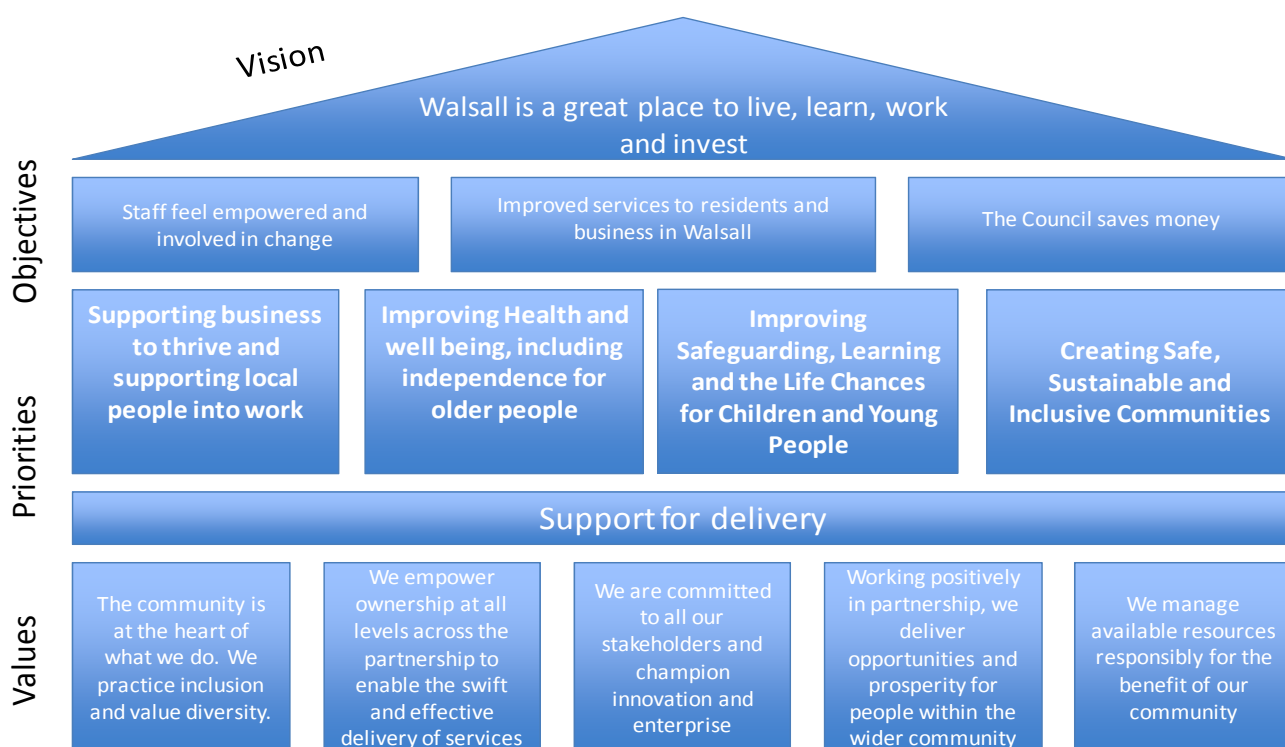 Vision
Walsall is a great place to live, learn, work
and invest
Objectives
Staff feel empowered and
involved in change
Improved services to residents and
business in Walsall
The Council saves money
Priorities
Supporting business
to thrive and
supporting local
people into work
Improving Health and
well being, including
independence for
older people
Improving
Safeguarding, Learning
and the Life Chances
for Children and Young
People
Creating Safe,
Sustainable and
Inclusive Communities
Support for delivery
Values
The community is
at the heart of
what we do. We
practice inclusion
and value diversity.
We empower
ownership at all
levels across the
partnership to
enable the swift
and effective
delivery of services
We are committed
to all our
stakeholders and
champion
innovation and
enterprise
Working positively
in partnership, we
deliver
opportunities and
prosperity for
people within the
wider community
We manage
available resources
responsibly for the
benefit of our
community